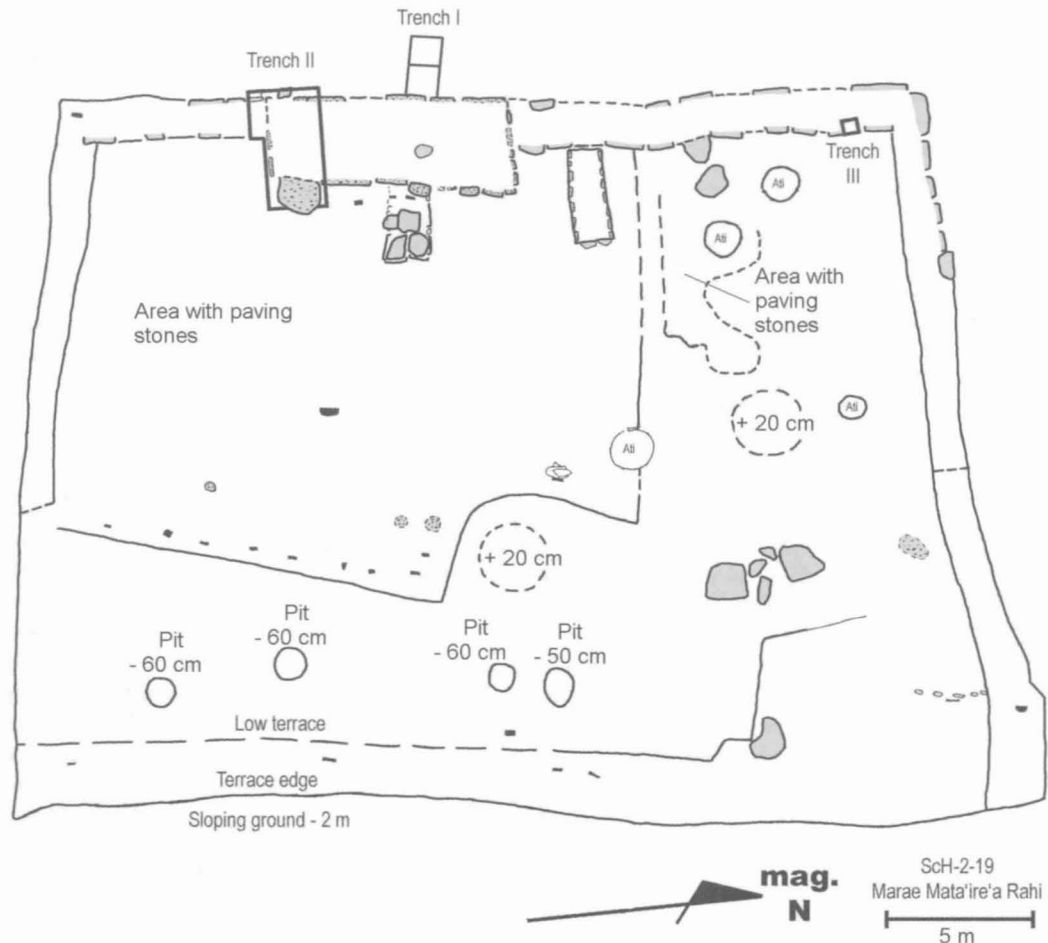 Trench I
Trench II
Trench
III
Ati
Ati
Area with
paving
stones
Area with paving
stones
+ 20 cm
Ati
Ati
+ 20 cm
Pit
- 60 cm
Pit
- 60 cm
Pit
- 60 cm
Pit
- 50 cm
Low terrace
Terrace edge
Sloping ground - 2 m
mag.
N
ScH-2-19
Marae Mata'ire'a Rahi
5 m